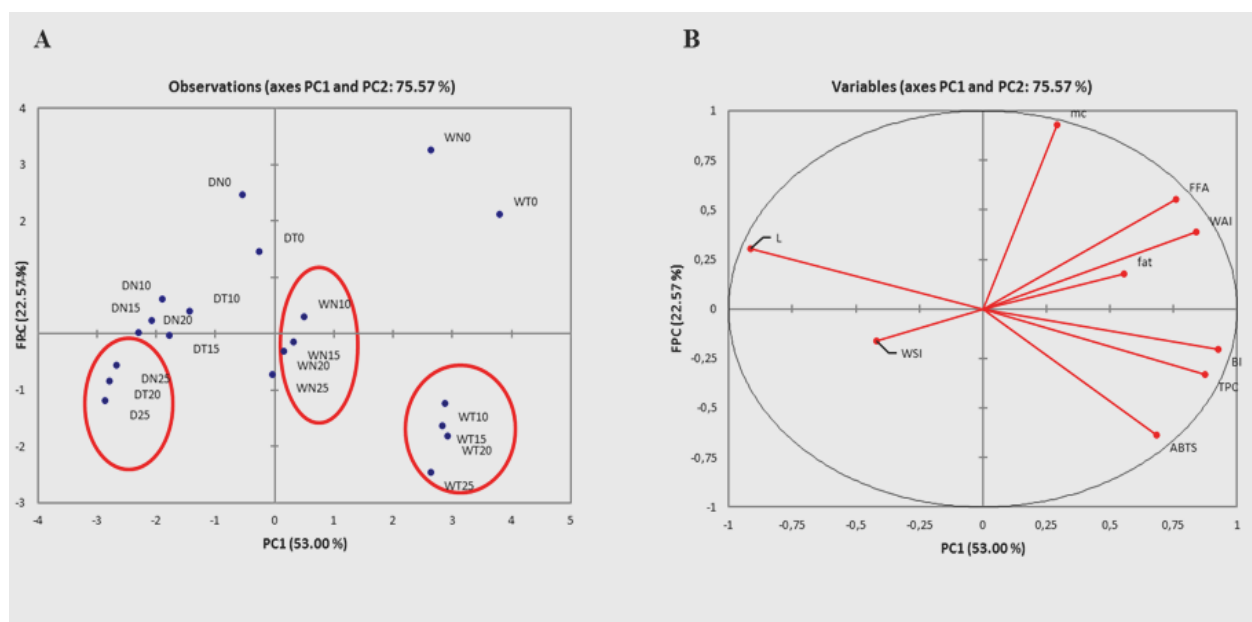 A
Observations (axes PC1 and PC2: 75.57 %)
4
3
2
1
0
-1
-2
-3
-4
-3
-2
-1
0
1
2
3
4
5
PC1 (53.00 %)
WN0
DN0
WT0
DT0
DN10
DT10
WN10
DN15
DN20
DT15
WN15
WN20
WN25
DN25
DT20
D25
WT10
WT15
WT20
WT25
B
Variables (axes PC1 and PC2: 75.57 %)
FPC (22.57 %)
1
0,75
0,5
0,25
0
-0,25
-0,5
-0,75
-1
-1
-0,75
-0,5
-0,25
0
0,25
0,5
0,75
1
PC1 (53.00 %)
mc
FFA
WAI
L
fat
WSI
BI
TPC
ABTS